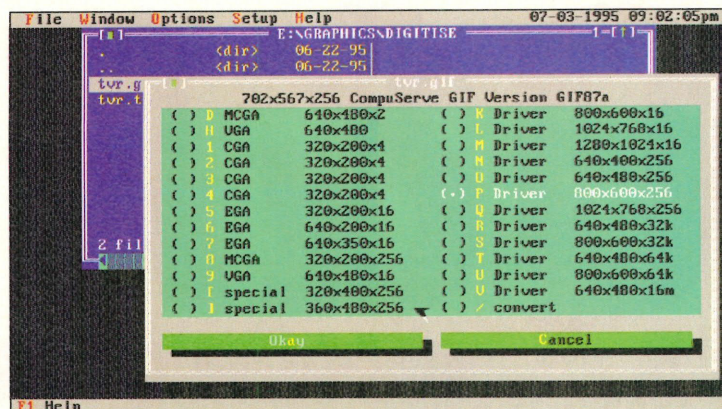 File Window Options Setup Help 07-03-1995 09:02:05pm
E:\GRAPHICS\DIGITISE 1
. <dir> 06-22-95
.. <dir> 06-22-95
tvr.g
tvr.t
2 fil
tvr.gif
702x567x256 CompuServe GIF Version GIF87a
( ) D MCGA 640x480x2 ( ) K Driver 800x600x16
( ) H VGA 640x480 ( ) L Driver 1024x768x16
( ) 1 CGA 320x200x4 ( ) M Driver 1280x1024x16
( ) 2 CGA 320x200x4 ( ) N Driver 640x400x256
( ) 3 CGA 320x200x4 ( ) O Driver 640x480x256
( ) 4 CGA 320x200x4 (•) P Driver 800x600x256
( ) 5 EGA 320x200x16 ( ) Q Driver 1024x768x256
( ) 6 EGA 640x200x16 ( ) R Driver 640x480x32k
( ) 7 EGA 640x350x16 ( ) S Driver 800x600x32k
( ) 8 MCGA 320x200x256 ( ) T Driver 640x480x64k
( ) 9 VGA 640x480x16 ( ) U Driver 800x600x64k
( ) [ special 320x400x256 ( ) V Driver 640x480x16m
( ) ] special 360x480x256 ( ) / convert
Okay Cancel
F1 Help